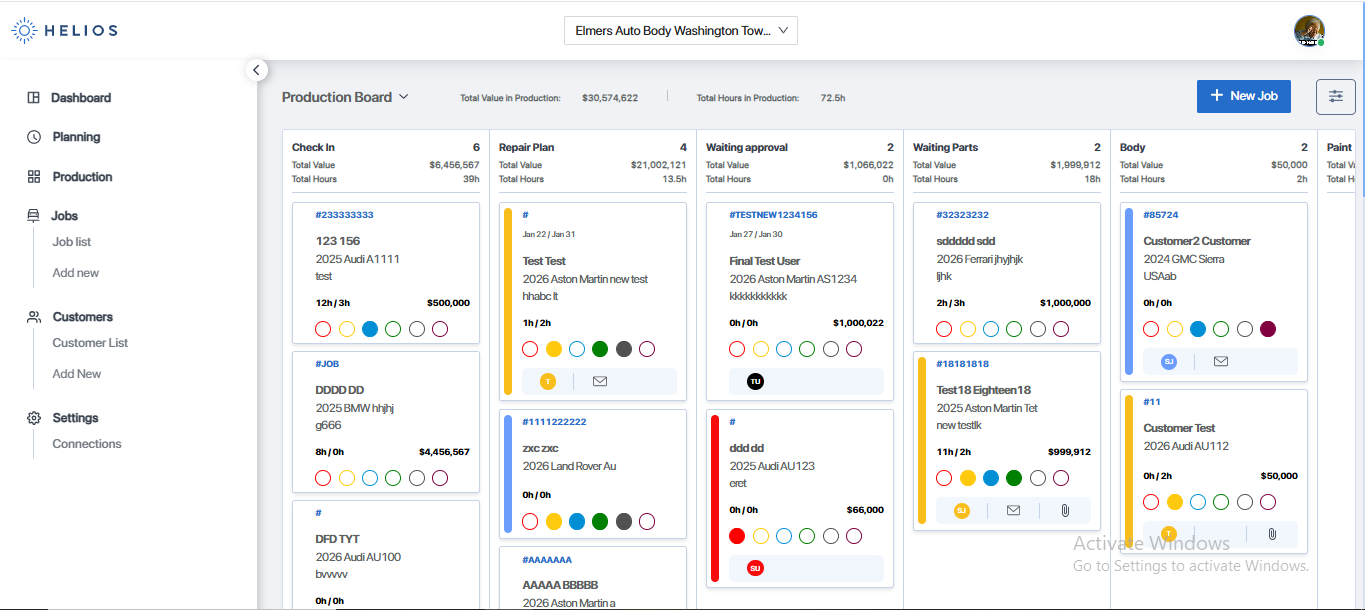 HELIOS
Elmers Auto Body Washington Tow...
Dashboard
Planning
Production
Jobs
Job list
Add new
Customers
Customer List
Add New
Settings
Connections
Production Board
Total Value in Production: $30,574,622
Total Hours in Production: 72.5h
+ New Job
Check In 6
Total Value $6,456,567
Total Hours 39h
#233333333
123 156
2025 Audi A1111
test
12h / 3h $500,000
#JOB
DDDD DD
2025 BMW hhjhj
g666
8h / 0h $4,456,567
#
DFD TYT
2026 Audi AU100
bvvvvv
0h / 0h
Repair Plan 4
Total Value $21,002,121
Total Hours 13.5h
#
Jan 22 / Jan 31
Test Test
2026 Aston Martin new test
hhabc lt
1h / 2h
T
#1111222222
zxc zxc
2026 Land Rover Au
0h / 0h
#AAAAAAA
AAAAA BBBBB
2026 Aston Martin a
Waiting approval 2
Total Value $1,066,022
Total Hours 0h
#TESTNEW1234156
Jan 27 / Jan 30
Final Test User
2026 Aston Martin AS1234
kkkkkkkkkkk
0h / 0h $1,000,022
TU
#
ddd dd
2025 Audi AU123
eret
0h / 0h $66,000
SU
Waiting Parts 2
Total Value $1,999,912
Total Hours 18h
#32323232
sddddd sdd
2026 Ferrari jhyjhjk
ljhk
2h / 3h $1,000,000
#18181818
Test18 Eighteen18
2025 Aston Martin Tet
new testlk
11h / 2h $999,912
SJ
Body 2
Total Value $50,000
Total Hours 2h
#85724
Customer2 Customer
2024 GMC Sierra
USAab
0h / 0h
SJ
#11
Customer Test
2026 Audi AU112
0h / 2h $50,000
T
Paint
Total
Total
Activate Windows
Go to Settings to activate Windows.